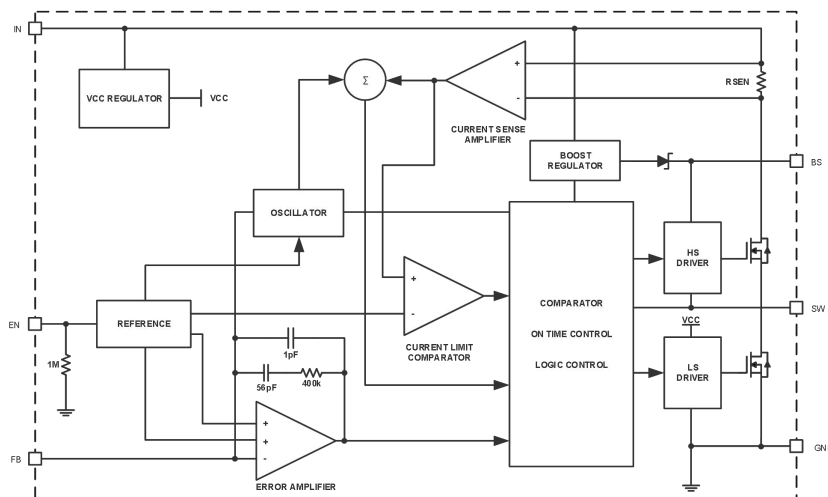 IN
VCC REGULATOR
VCC
Σ
+
-
RSEN
CURRENT SENSE
AMPLIFIER
BOOST
REGULATOR
BS
OSCILLATOR
HS
DRIVER
+
-
COMPARATOR
ON TIME CONTROL
LOGIC CONTROL
SW
EN
REFERENCE
VCC
1pF
CURRENT LIMIT
COMPARATOR
1M
56pF
400k
LS
DRIVER
+
+
-
FB
GN
ERROR AMPLIFIER